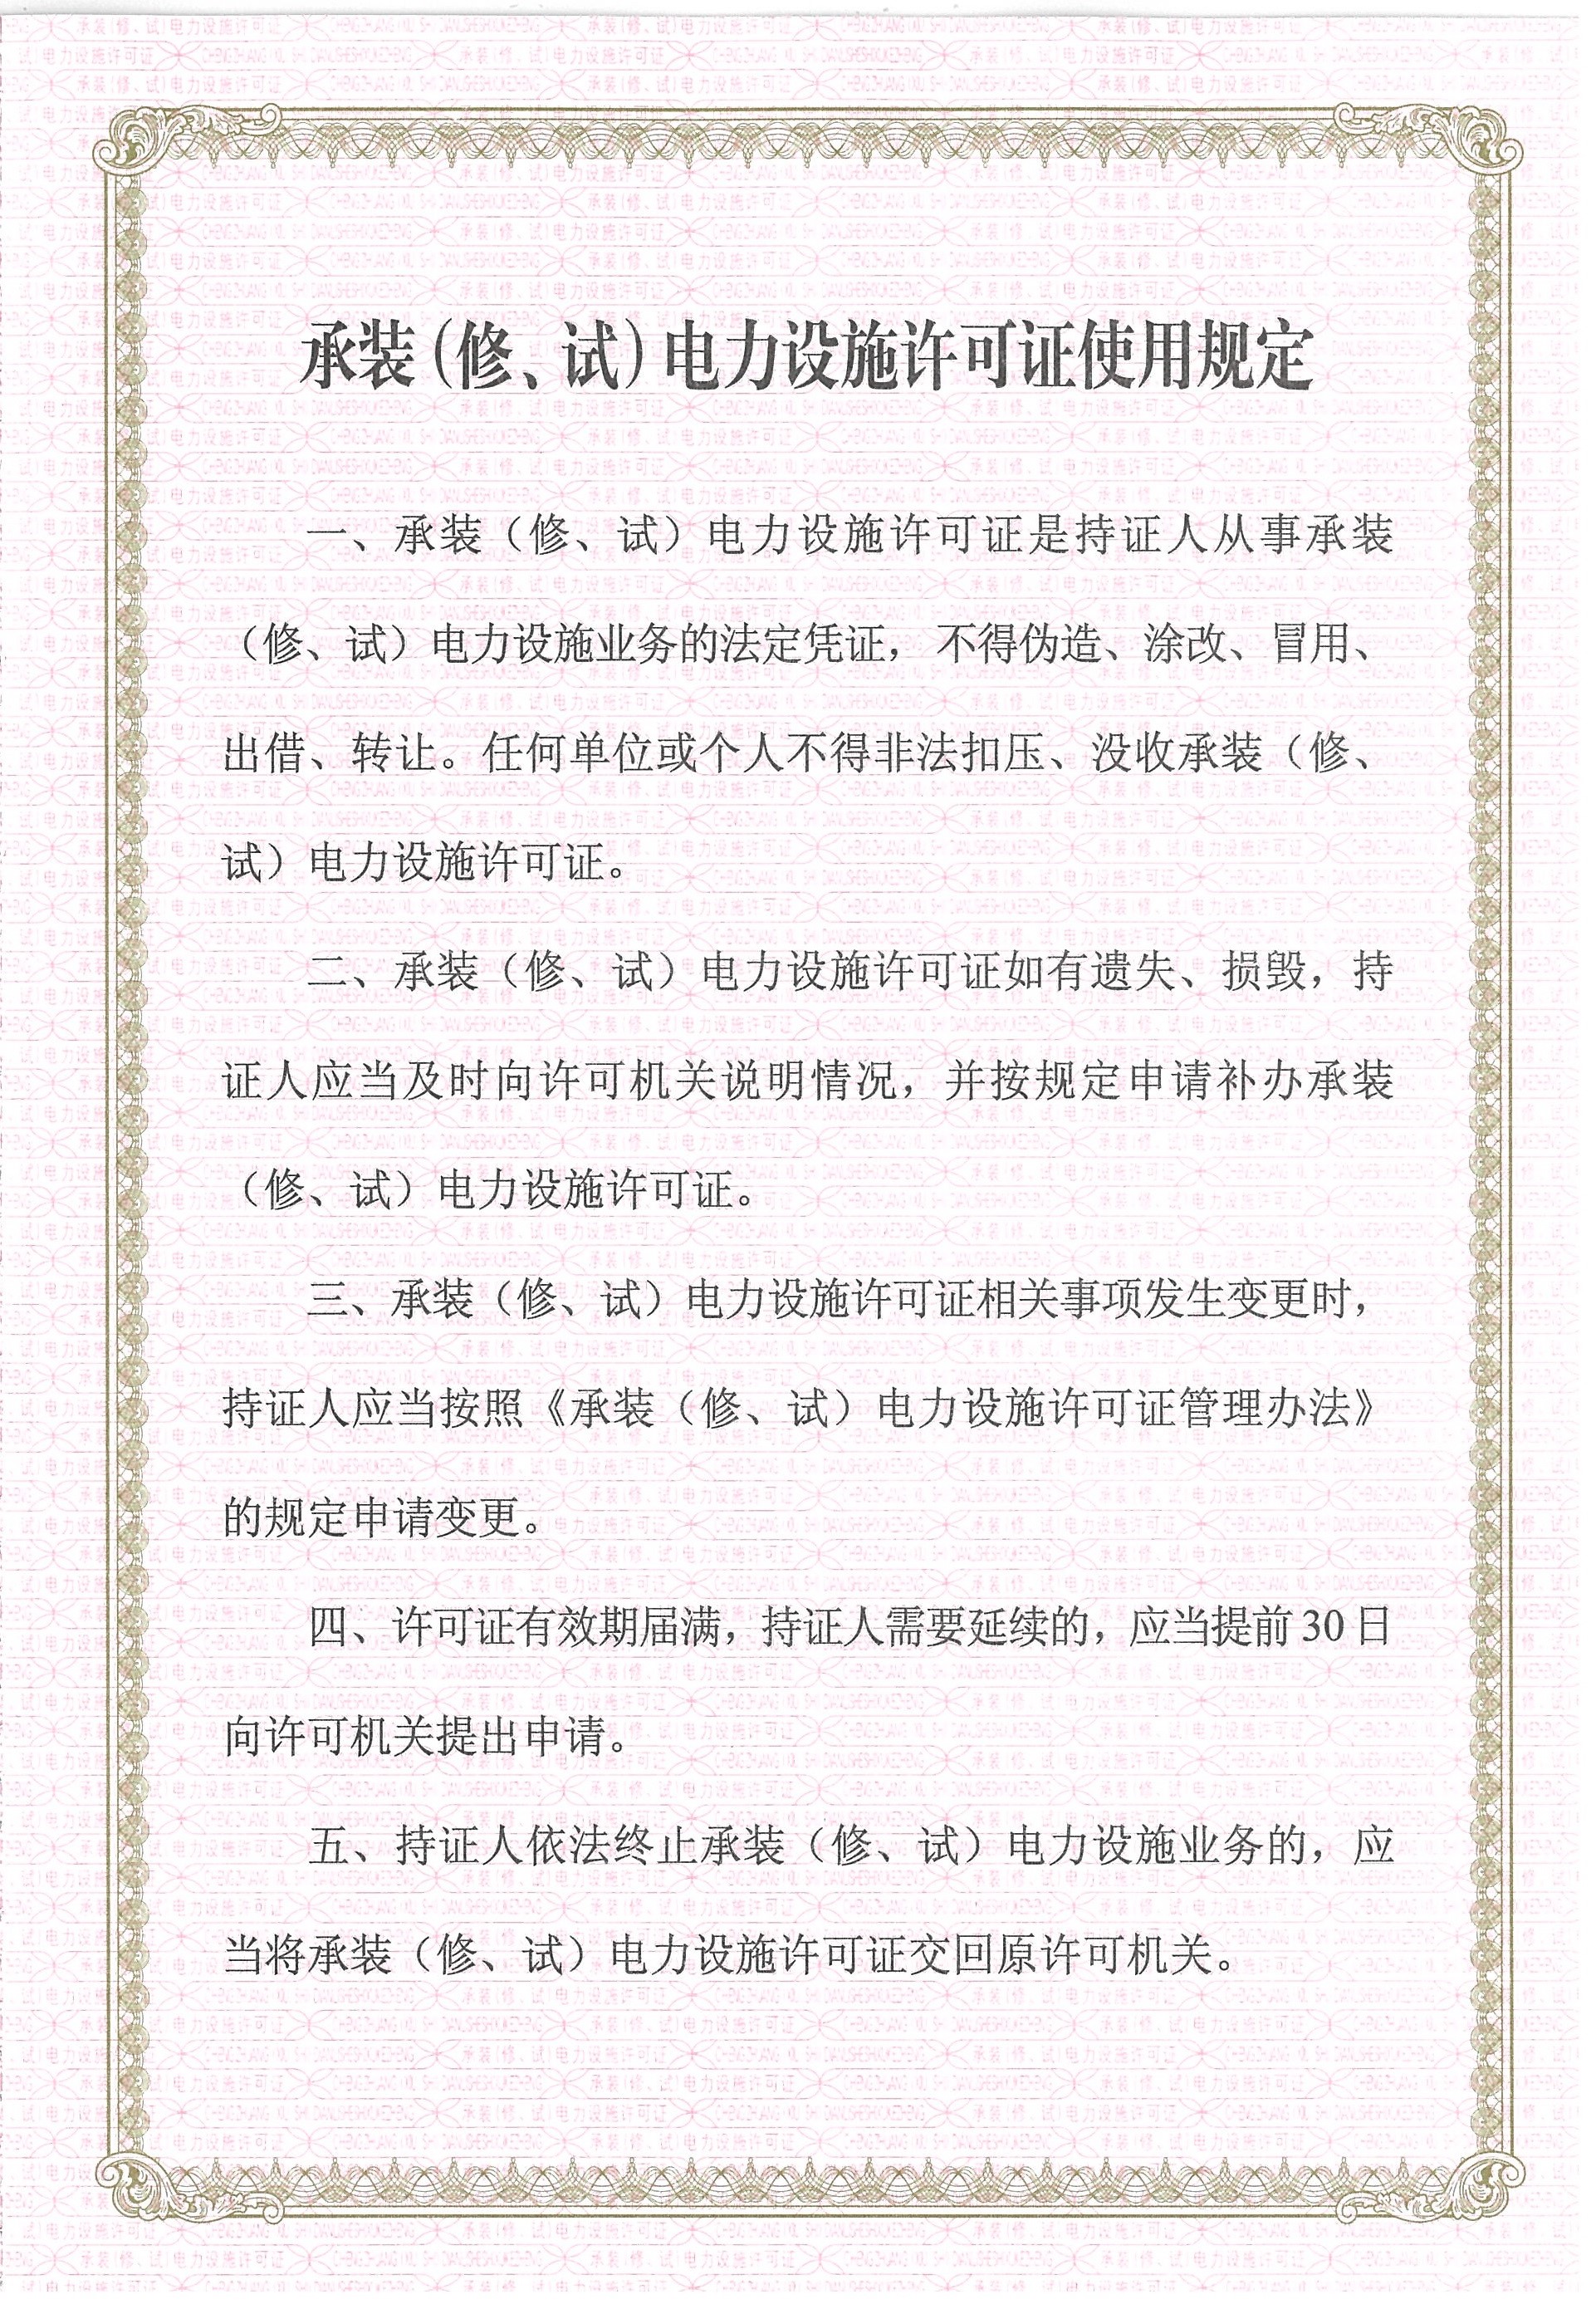 承装(修、试)电力设施许可证使用规定
一、承装（修、试）电力设施许可证是持证人从事承装
（修、试）电力设施业务的法定凭证，不得伪造、涂改、冒用、
出借、转让。任何单位或个人不得非法扣压、没收承装（修、
试）电力设施许可证。
二、承装（修、试）电力设施许可证如有遗失、损毁，持
证人应当及时向许可机关说明情况，并按规定申请补办承装
（修、试）电力设施许可证。
三、承装（修、试）电力设施许可证相关事项发生变更时，
持证人应当按照《承装（修、试）电力设施许可证管理办法》
的规定申请变更。
四、许可证有效期届满，持证人需要延续的，应当提前30日
向许可机关提出申请。
五、持证人依法终止承装（修、试）电力设施业务的，应
当将承装（修、试）电力设施许可证交回原许可机关。